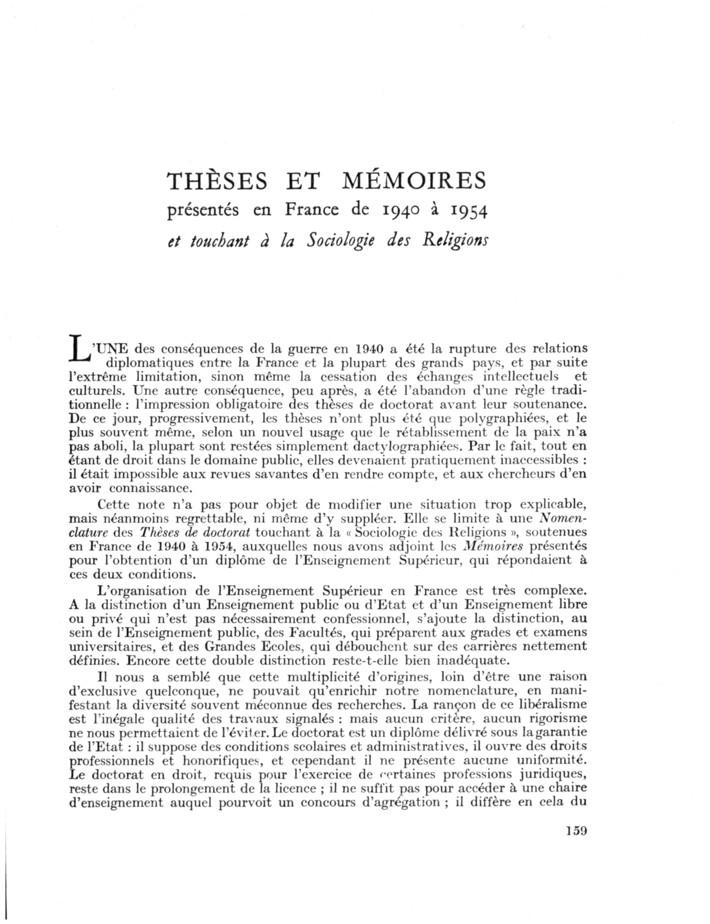 THÈSES ET MÉMOIRES
présentés en France de 1940 à 1954
et touchant à la Sociologie des Religions
L'UNE des conséquences de la guerre en 1940 a été la rupture des relations
diplomatiques entre la France et la plupart des grands pays, et par suite
l'extrême limitation, sinon même la cessation des échanges intellectuels et
culturels. Une autre conséquence, peu après, a été l'abandon d'une règle tradi-
tionnelle : l'impression obligatoire des thèses de doctorat avant leur soutenance.
De ce jour, progressivement, les thèses n'ont plus été que polygraphiées, et le
plus souvent même, selon un nouvel usage que le rétablissement de la paix n'a
pas aboli, la plupart sont restées simplement dactylographiées. Par le fait, tout en
étant de droit dans le domaine public, elles devenaient pratiquement inaccessibles :
il était impossible aux revues savantes d'en rendre compte, et aux chercheurs d'en
avoir connaissance.
Cette note n'a pas pour objet de modifier une situation trop explicable,
mais néanmoins regrettable, ni même d'y suppléer. Elle se limite à une Nomen-
clature des Thèses de doctorat touchant à la « Sociologie des Religions », soutenues
en France de 1940 à 1954, auxquelles nous avons adjoint les Mémoires présentés
pour l'obtention d'un diplôme de l'Enseignement Supérieur, qui répondaient à
ces deux conditions.
L'organisation de l'Enseignement Supérieur en France est très complexe.
A la distinction d'un Enseignement public ou d'Etat et d'un Enseignement libre
ou privé qui n'est pas nécessairement confessionnel, s'ajoute la distinction, au
sein de l'Enseignement public, des Facultés, qui préparent aux grades et examens
universitaires, et des Grandes Ecoles, qui débouchent sur des carrières nettement
définies. Encore cette double distinction reste-t-elle bien inadéquate.
Il nous a semblé que cette multiplicité d'origines, loin d'être une raison
d'exclusive quelconque, ne pouvait qu'enrichir notre nomenclature, en mani-
festant la diversité souvent méconnue des recherches. La rançon de ce libéralisme
est l'inégale qualité des travaux signalés : mais aucun critère, aucun rigorisme
ne nous permettaient de l'éviter. Le doctorat est un diplôme délivré sous la garantie
de l'Etat : il suppose des conditions scolaires et administratives, il ouvre des droits
professionnels et honorifiques, et cependant il ne présente aucune uniformité.
Le doctorat en droit, requis pour l'exercice de certaines professions juridiques,
reste dans le prolongement de la licence ; il ne suffit pas pour accéder à une chaire
d'enseignement auquel pourvoit un concours d'agrégation ; il diffère en cela du
159